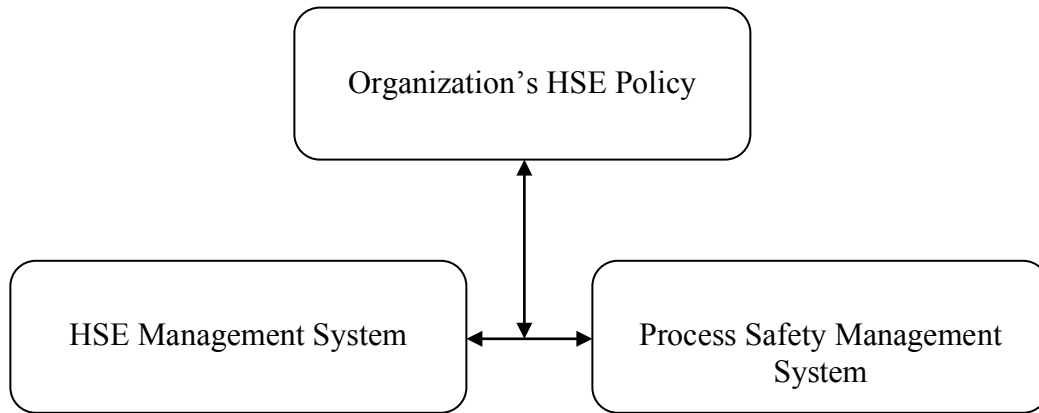 Organization’s HSE Policy
HSE Management System
Process Safety Management
System